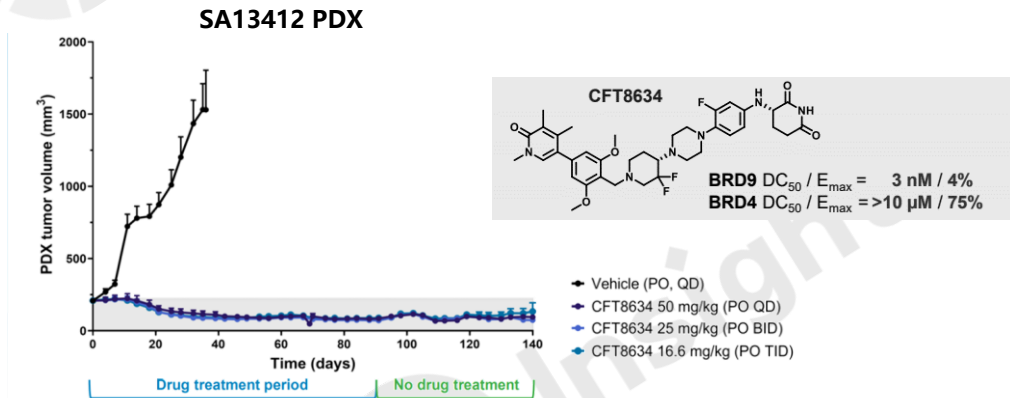 SA13412 PDX
PDX tumor volume (mm³)
2000
1500
1000
500
0
0 20 40 60 80 100 120 140
Time (days)
Drug treatment period
No drug treatment
CFT8634
O
N
O
O
N
F
F
N
N
F
H
N
O
NH
O
BRD9 DC₅₀ / Eₘₐₓ = 3 nM / 4%
BRD4 DC₅₀ / Eₘₐₓ = >10 µM / 75%
Vehicle (PO, QD)
CFT8634 50 mg/kg (PO QD)
CFT8634 25 mg/kg (PO BID)
CFT8634 16.6 mg/kg (PO TID)
Insight